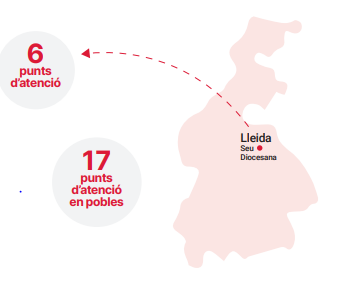 6
punts
d'atenció
17
punts
d'atenció
en pobles
Lleida
Seu
Diocesana